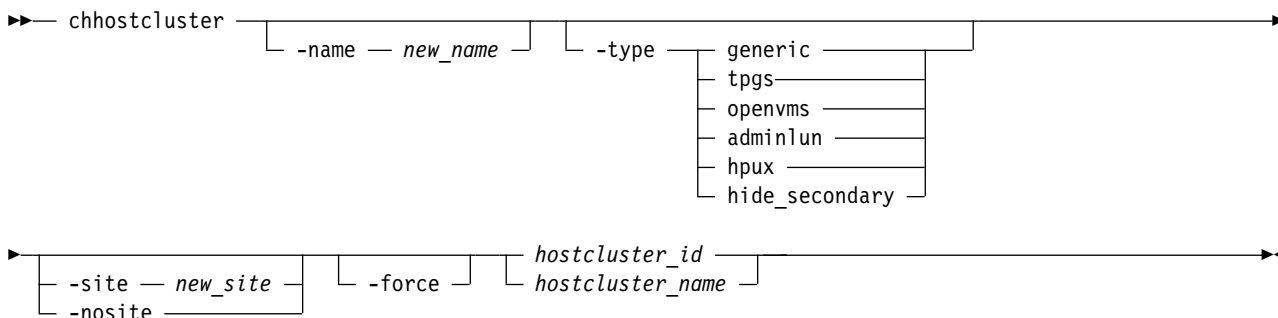 chhostcluster
-name new_name
-type generic
tpgs
openvms
adminlun
hpux
hide_secondary
-site new_site
-nosite
-force
hostcluster_id
hostcluster_name